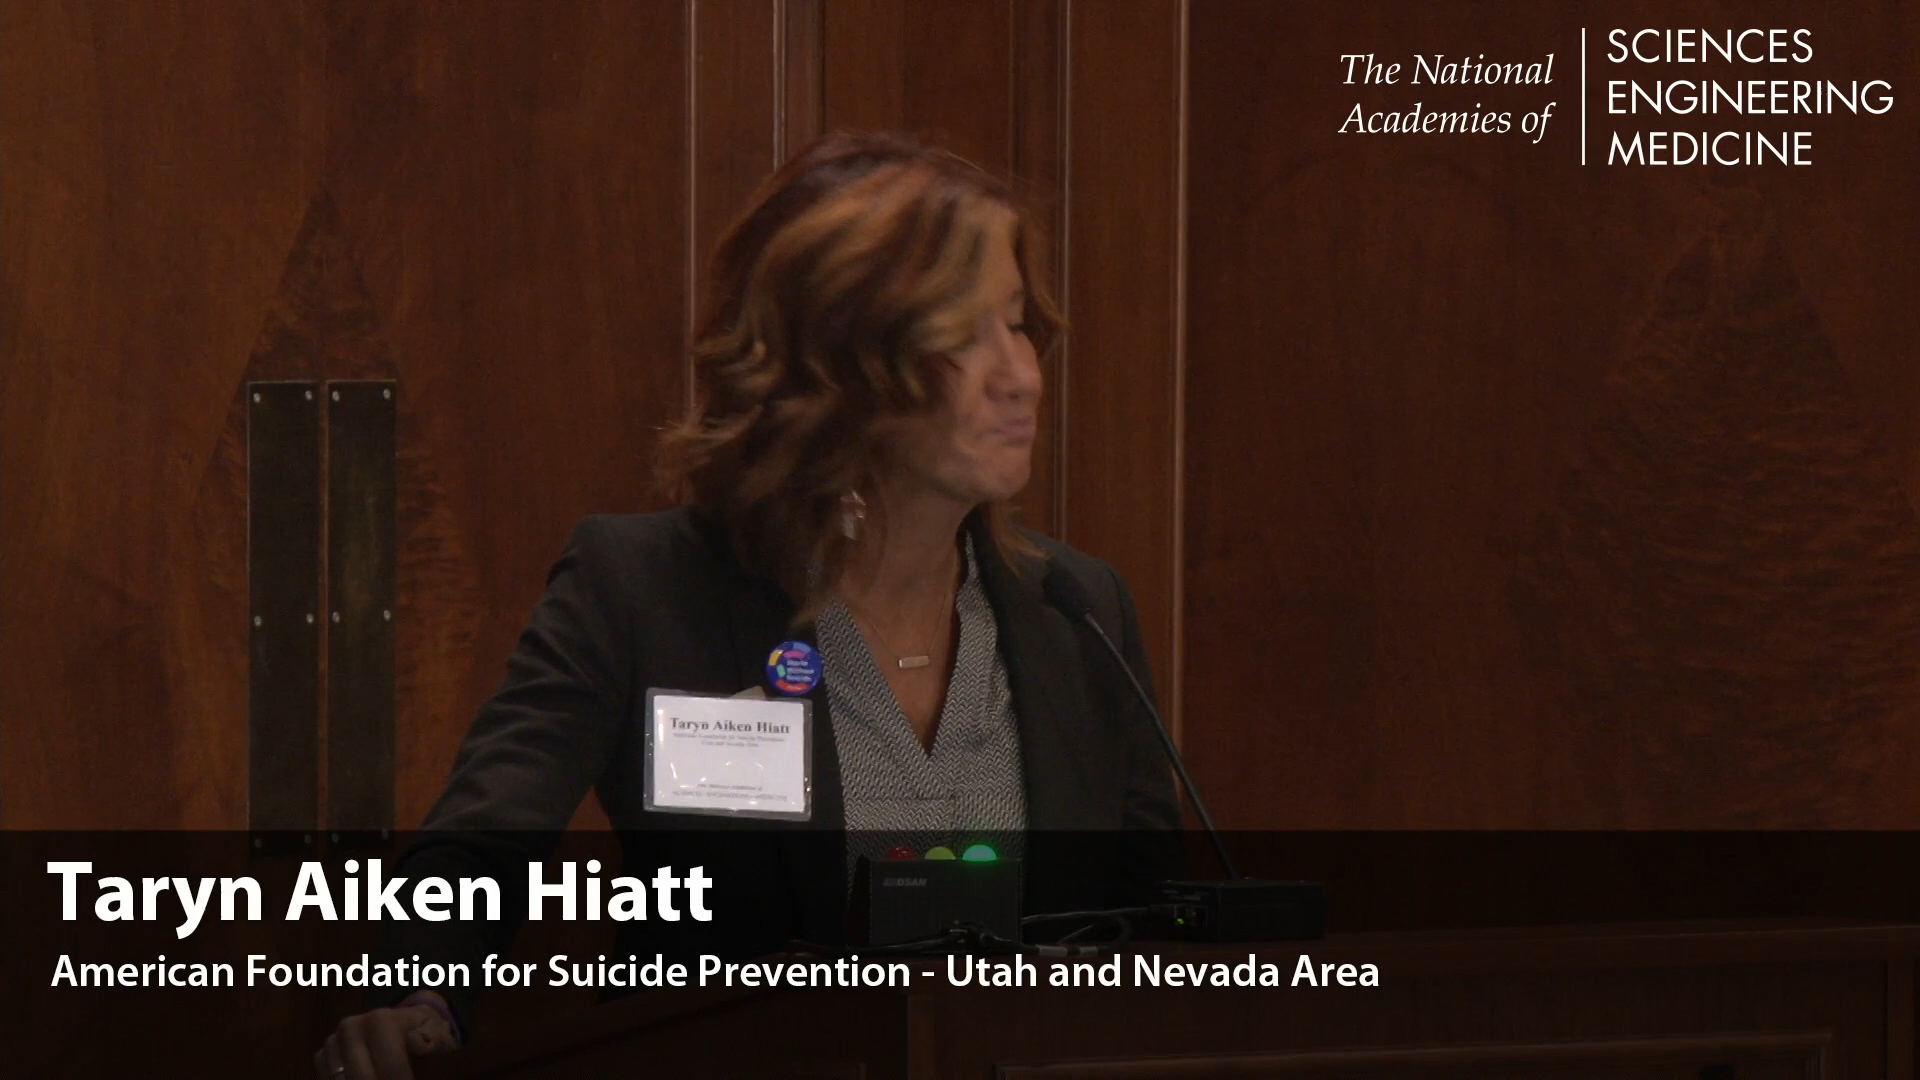 The National
Academies of
SCIENCES
ENGINEERING
MEDICINE
Taryn Aiken Hiatt
Taryn Aiken Hiatt
American Foundation for Suicide Prevention - Utah and Nevada Area